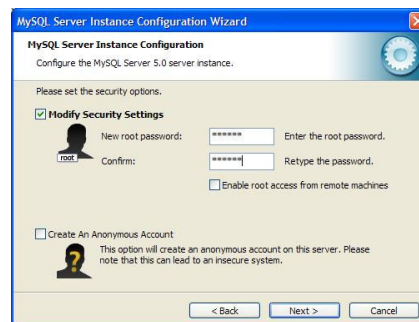 MySQL Server Instance Configuration Wizard
MySQL Server Instance Configuration
Configure the MySQL Server 5.0 server instance.
Please set the security options.
Modify Security Settings
root
New root password: ****** Enter the root password.
Confirm: ****** Retype the password.
Enable root access from remote machines
Create An Anonymous Account
This option will create an anonymous account on this server. Please
note that this can lead to an insecure system.
< Back Next > Cancel